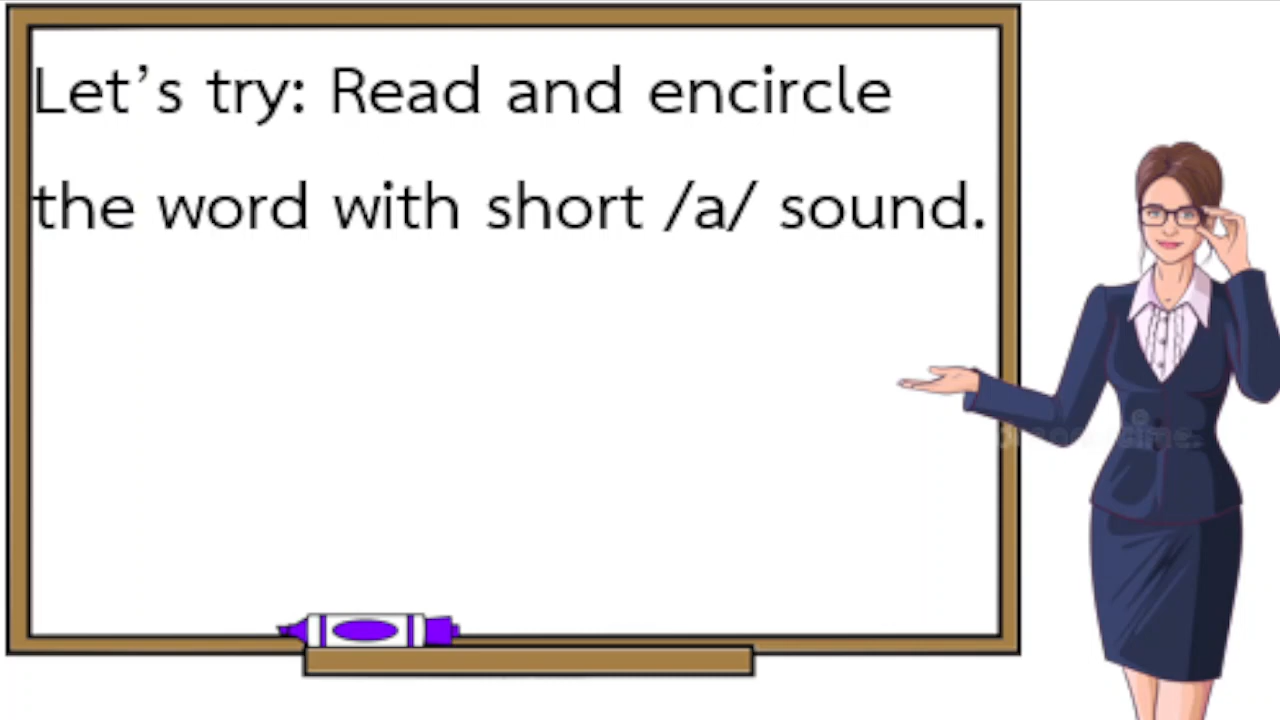 Let's try: Read and encircle
the word with short /a/ sound.